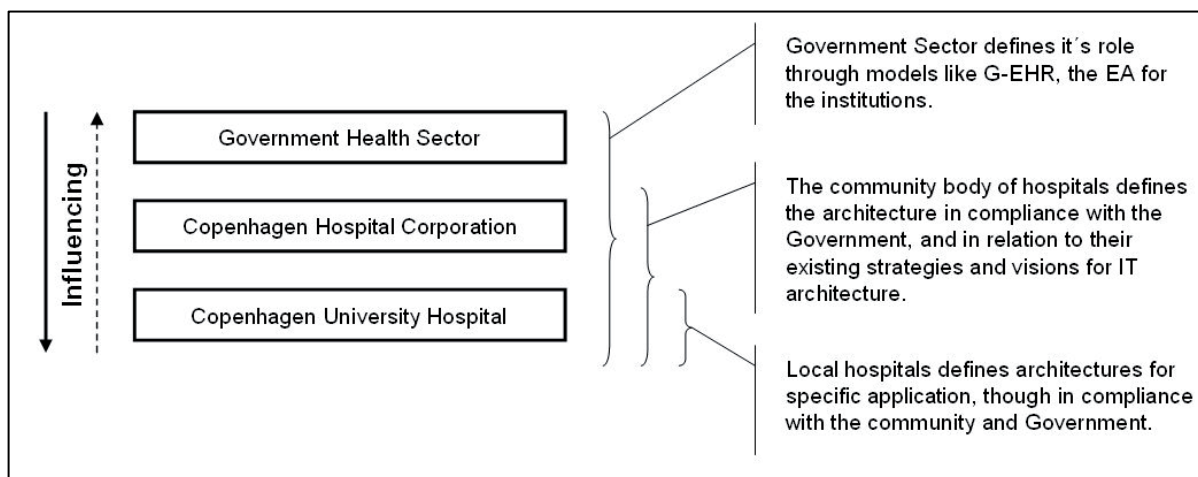 Influencing
Government Health Sector
Copenhagen Hospital Corporation
Copenhagen University Hospital
Government Sector defines it´s role
through models like G-EHR, the EA for
the institutions.
The community body of hospitals defines
the architecture in compliance with the
Government, and in relation to their
existing strategies and visions for IT
architecture.
Local hospitals defines architectures for
specific application, though in compliance
with the community and Government.